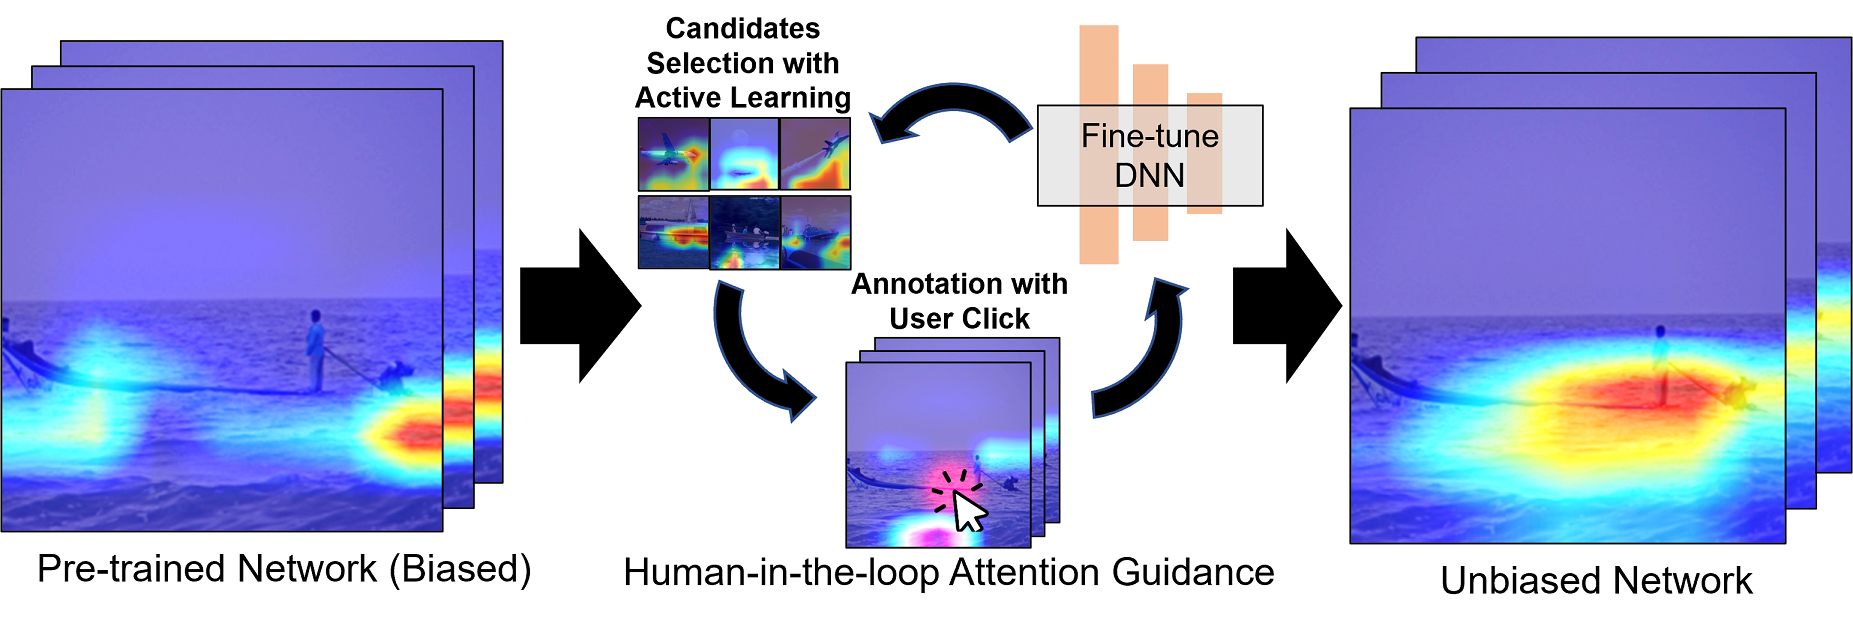 Candidates
Selection with
Active Learning
Fine-tune
DNN
Annotation with
User Click
Pre-trained Network (Biased)
Human-in-the-loop Attention Guidance
Unbiased Network